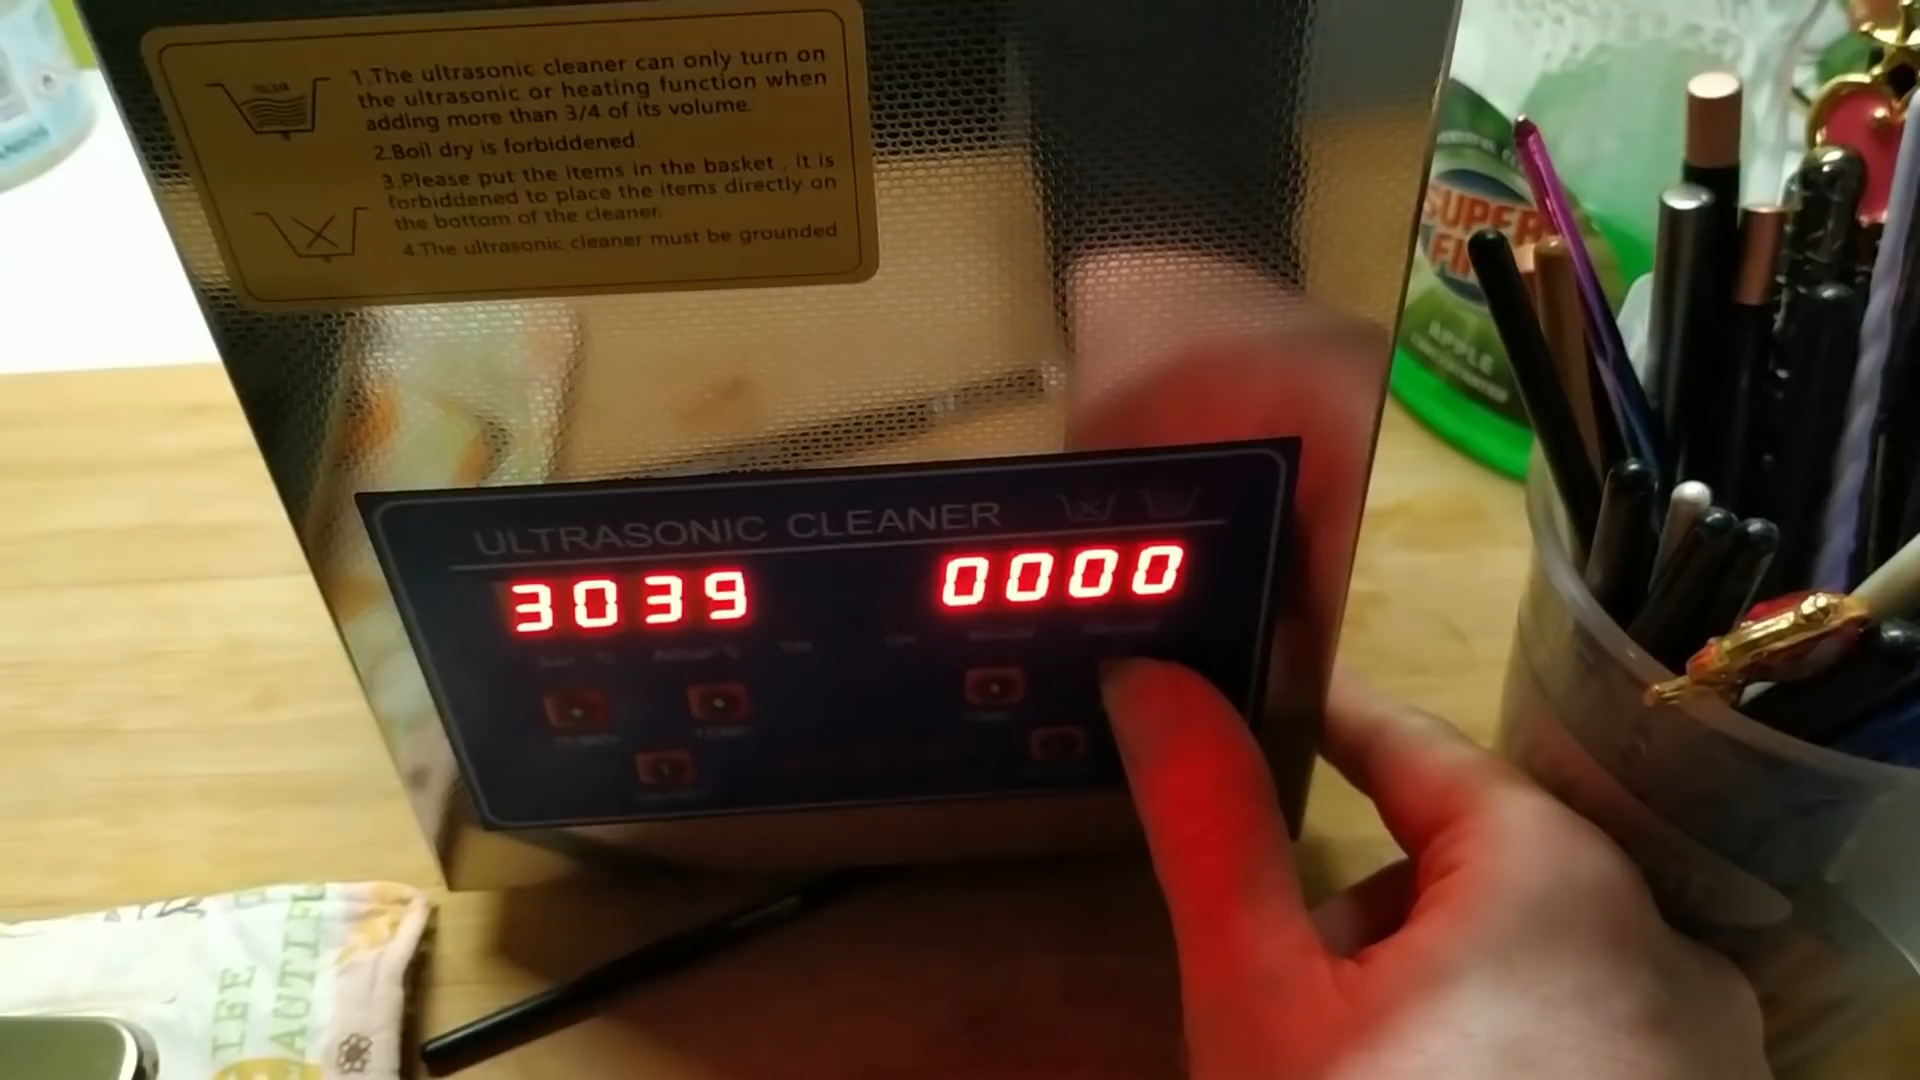 1.The ultrasonic cleaner can only turn on
the ultrasonic or heating function when
adding more than 3/4 of its volume.
2.Boil dry is forbiddened.
3.Please put the items in the basket , it is
forbiddened to place the items directly on
the bottom of the cleaner.
4.The ultrasonic cleaner must be grounded
SUPER
APPLE
ULTRASONIC CLEANER
3039
0000
LIFE